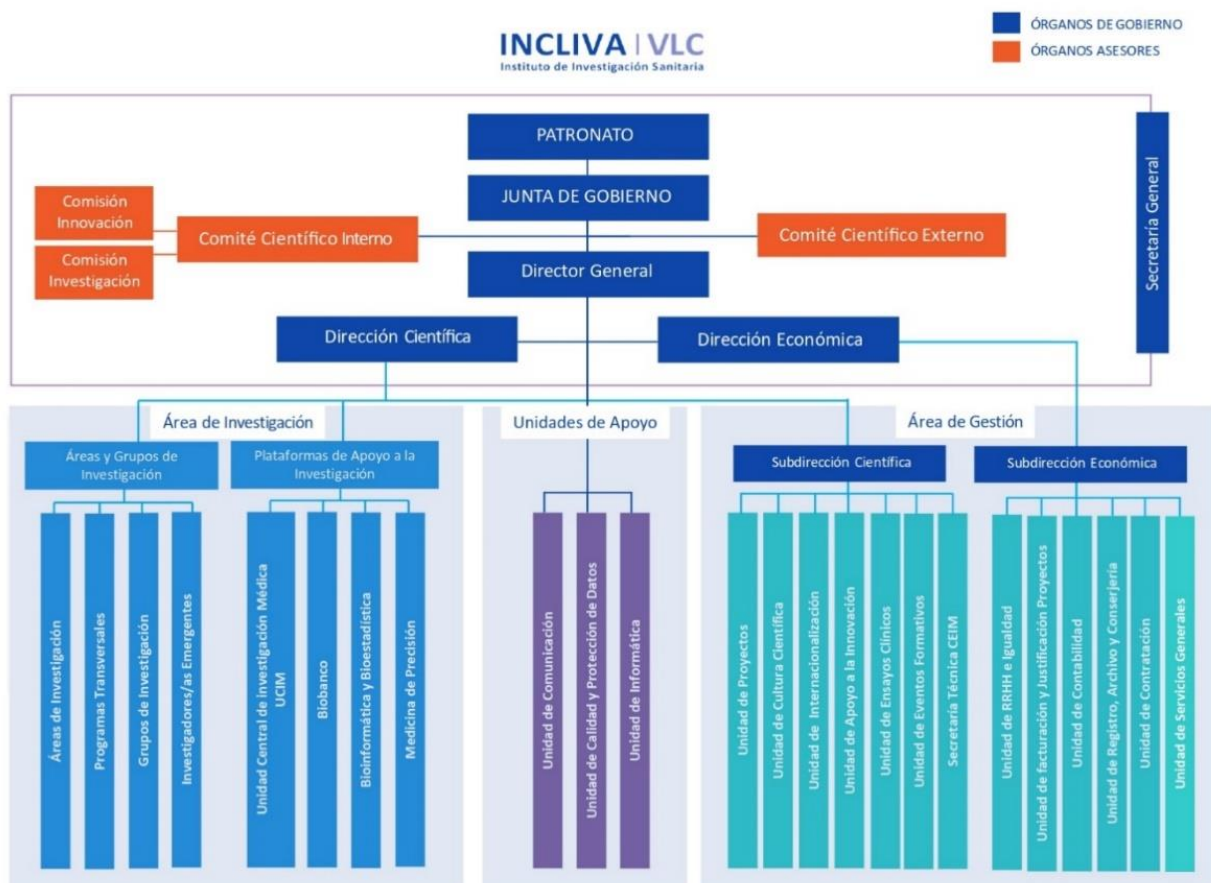 ÓRGANOS DE GOBIERNO
ÓRGANOS ASESORES
INCLIVA | VLC
Instituto de Investigación Sanitaria
PATRONATO
JUNTA DE GOBIERNO
Comisión
Innovación
Comité Científico Interno
Comité Científico Externo
Comisión
Investigación
Director General
Secretaría General
Dirección Científica
Dirección Económica
Área de Investigación
Unidades de Apoyo
Área de Gestión
Áreas y Grupos de
Investigación
Plataformas de Apoyo a la
Investigación
Subdirección Científica
Subdirección Económica
Áreas de Investigación
Programas Transversales
Grupos de Investigación
Investigadores/as Emergentes
Unidad Central de investigación Médica
UCIM
Biobanco
Bioinformática y Bioestadística
Medicina de Precisión
Unidad de Comunicación
Unidad de Calidad y Protección de Datos
Unidad de Informática
Unidad de Proyectos
Unidad de Cultura Científica
Unidad de Internacionalización
Unidad de Apoyo a la Innovación
Unidad de Ensayos Clínicos
Unidad de Eventos Formativos
Secretaría Técnica CEIM
Unidad de RRHH e Igualdad
Unidad de facturación y Justificación Proyectos
Unidad de Contabilidad
Unidad de Registro, Archivo y Conserjería
Unidad de Contratación
Unidad de Servicios Generales